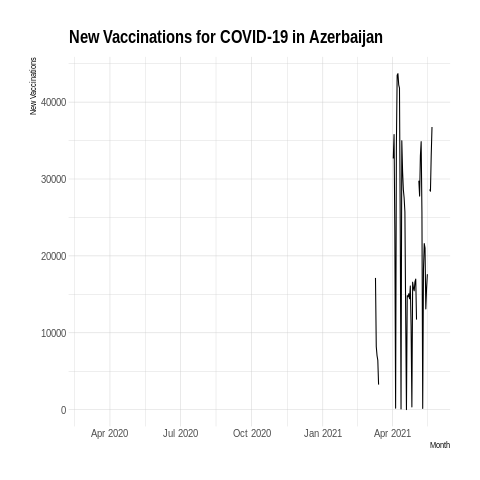 New Vaccinations for COVID-19 in Azerbaijan
New Vaccinations
40000
30000
20000
10000
0
Apr 2020 Jul 2020 Oct 2020 Jan 2021 Apr 2021
Month